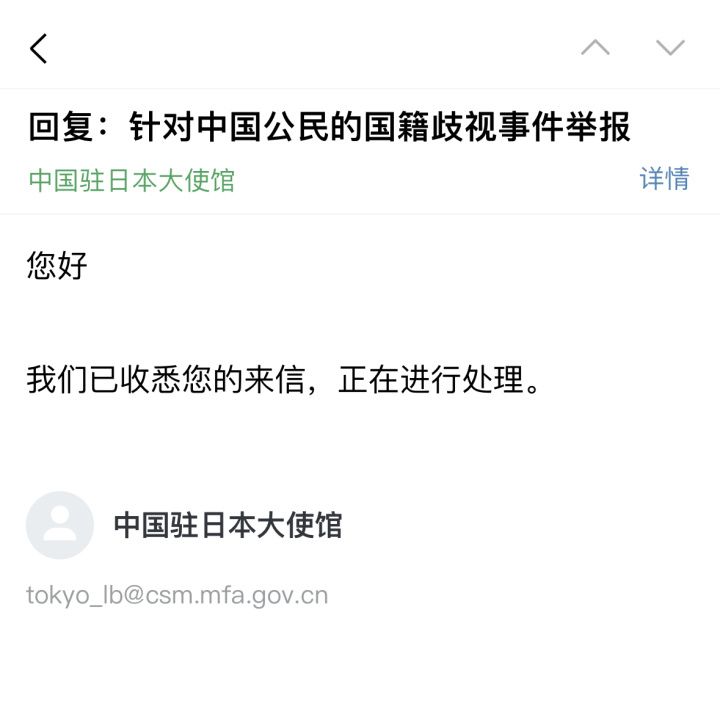 回复：针对中国公民的国籍歧视事件举报
中国驻日本大使馆
详情
您好
我们已收悉您的来信，正在进行处理。
中国驻日本大使馆
tokyo_lb@csm.mfa.gov.cn